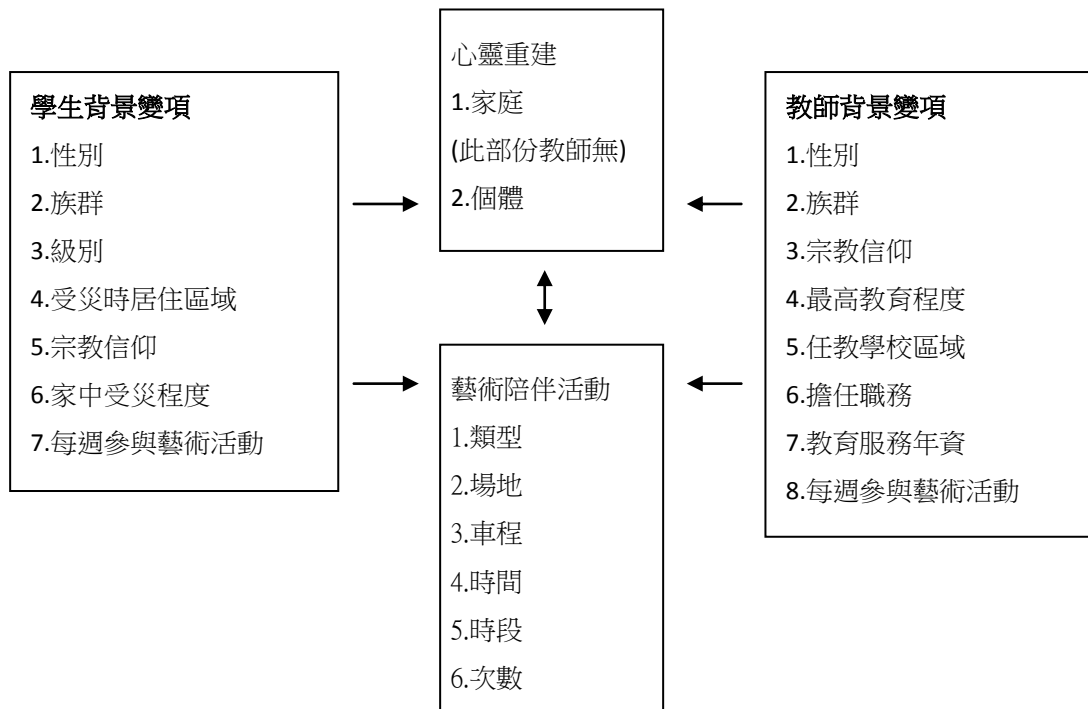 心靈重建
1.家庭
(此部份教師無)
2.個體
學生背景變項
1.性別
2.族群
3.級別
4.受災時居住區域
5.宗教信仰
6.家中受災程度
7.每週參與藝術活動
教師背景變項
1.性別
2.族群
3.宗教信仰
4.最高教育程度
5.任教學校區域
6.擔任職務
7.教育服務年資
8.每週參與藝術活動
藝術陪伴活動
1.類型
2.場地
3.車程
4.時間
5.時段
6.次數